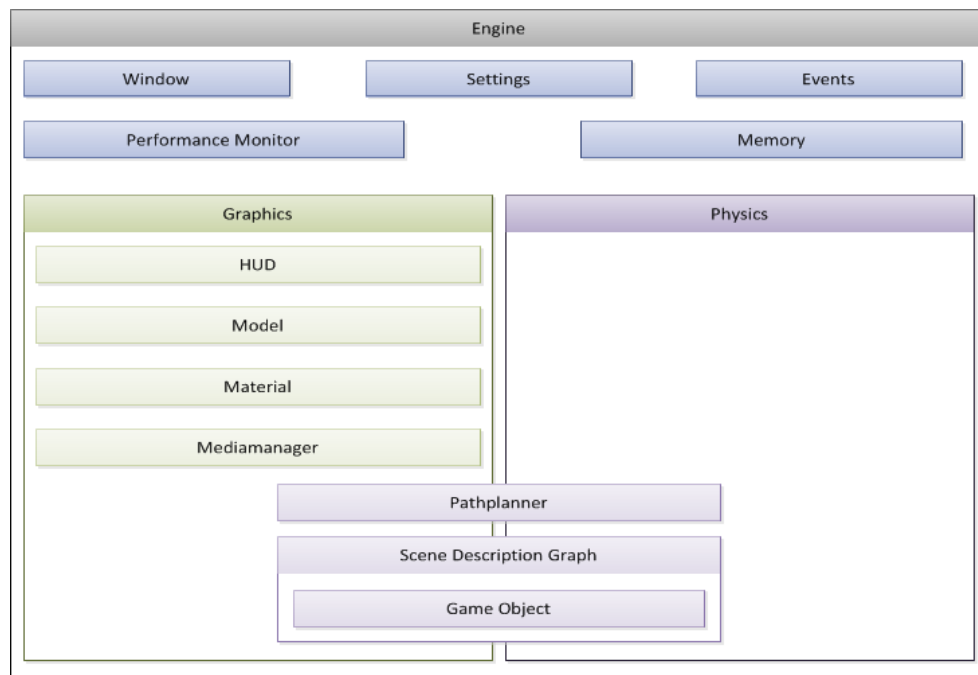 Engine
Window
Settings
Events
Performance Monitor
Memory
Graphics
Physics
HUD
Model
Material
Mediamanager
Pathplanner
Scene Description Graph
Game Object